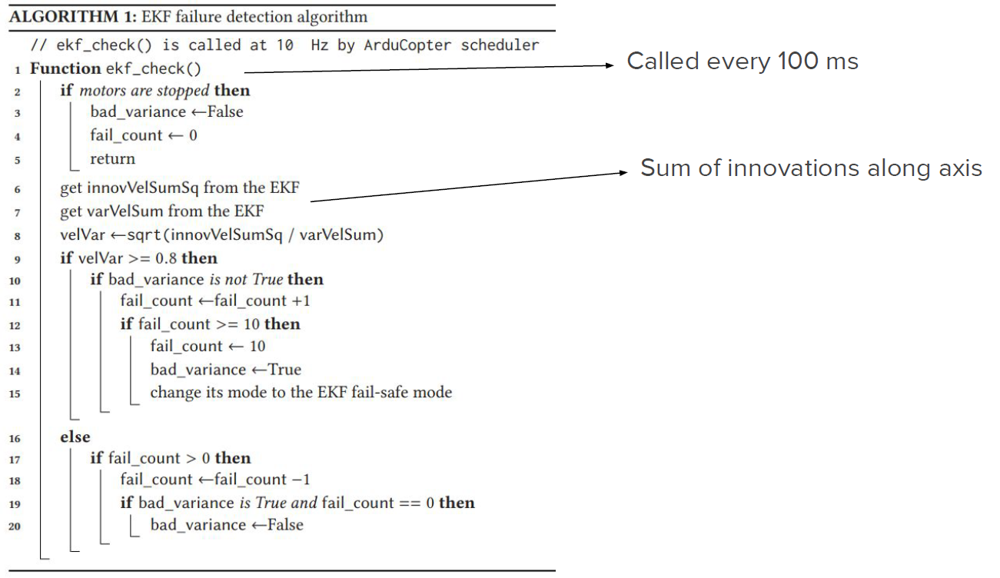 ALGORITHM 1: EKF failure detection algorithm
// ekf_check() is called at 10 Hz by ArduCopter scheduler
1 Function ekf_check()
Called every 100 ms
2 if motors are stopped then
3 bad_variance ←False
4 fail_count ← 0
5 return
Sum of innovations along axis
6 get innovVelSumSq from the EKF
7 get varVelSum from the EKF
8 velVar ←sqrt(innovVelSumSq / varVelSum)
9 if velVar >= 0.8 then
10 if bad_variance is not True then
11 fail_count ←fail_count +1
12 if fail_count >= 10 then
13 fail_count ← 10
14 bad_variance ←True
15 change its mode to the EKF fail-safe mode
16 else
17 if fail_count > 0 then
18 fail_count ←fail_count −1
19 if bad_variance is True and fail_count == 0 then
20 bad_variance ←False